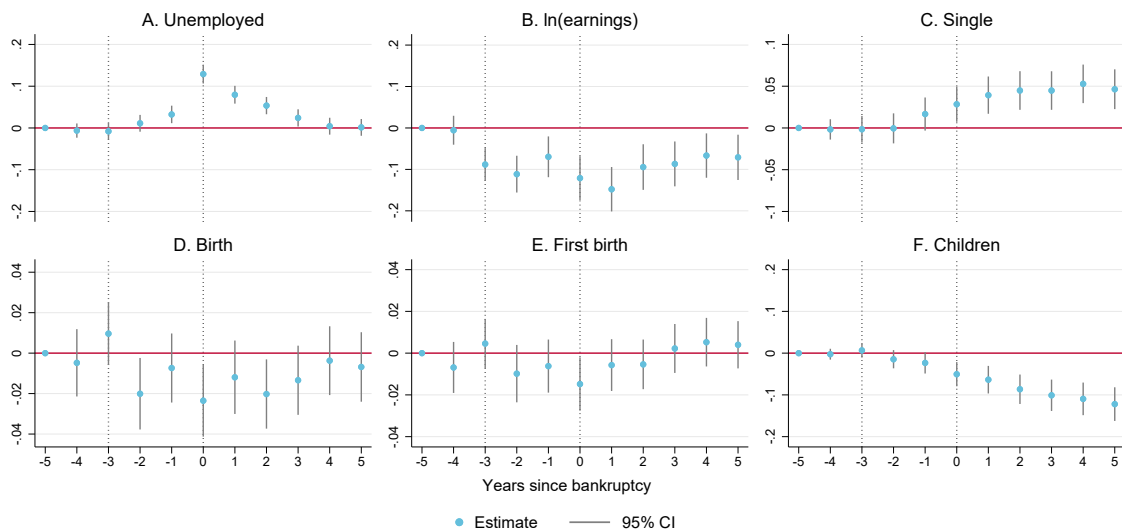 A. Unemployed
B. ln(earnings)
C. Single
.2
.1
0
-.1
-.2
.2
.1
0
-.1
-.2
.1
.05
0
-.05
-.1
D. Birth
E. First birth
F. Children
.04
.02
0
-.02
-.04
.04
.02
0
-.02
-.04
.2
.1
0
-.1
-.2
-5 -4 -3 -2 -1 0 1 2 3 4 5
-5 -4 -3 -2 -1 0 1 2 3 4 5
-5 -4 -3 -2 -1 0 1 2 3 4 5
Years since bankruptcy
Estimate
95% CI